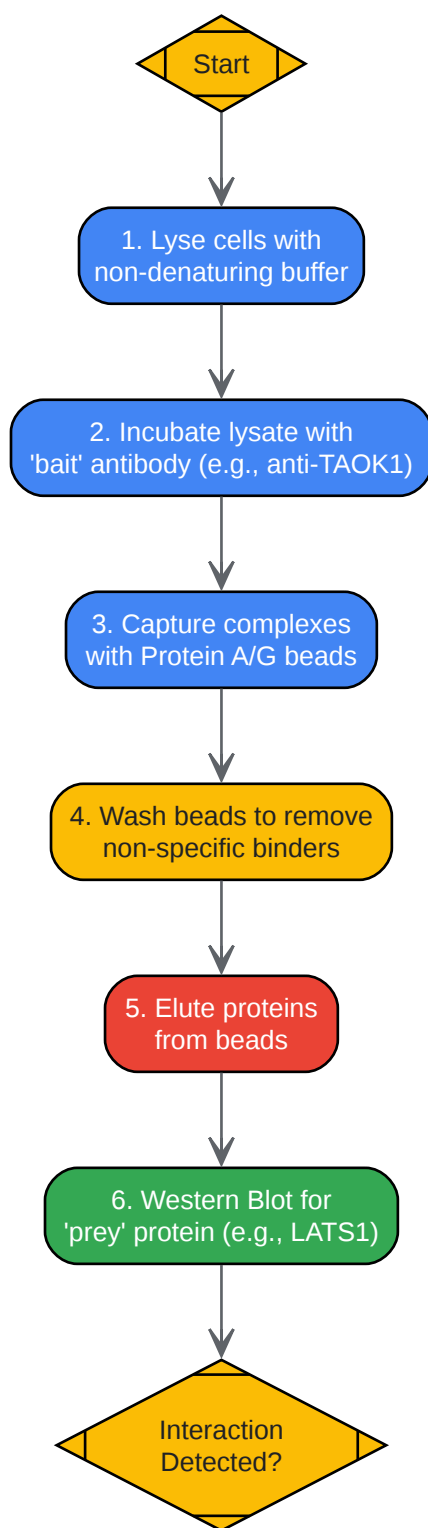 Start
1. Lyse cells with
non-denaturing buffer
2. Incubate lysate with
'bait' antibody (e.g., anti-TAOK1)
3. Capture complexes
with Protein A/G beads
4. Wash beads to remove
non-specific binders
5. Elute proteins
from beads
6. Western Blot for
'prey' protein (e.g., LATS1)
Interaction
Detected?